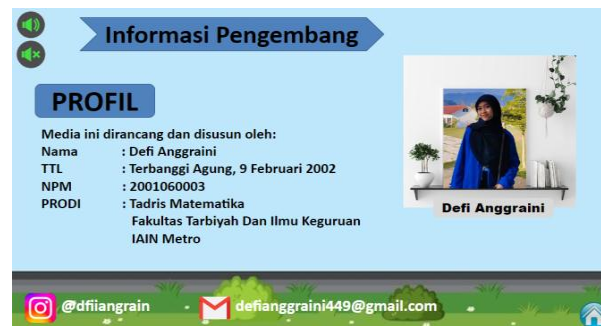 Informasi Pengembang
PROFIL
Media ini dirancang dan disusun oleh:
Nama : Defi Anggraini
TTL : Terbanggi Agung, 9 Februari 2002
NPM : 2001060003
PRODI : Tadris Matematika
Fakultas Tarbiyah Dan Ilmu Keguruan
IAIN Metro
Defi Anggraini
@dfiiangrain
defianggraini449@gmail.com